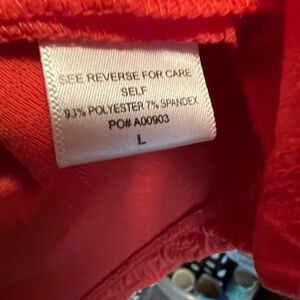 SEE REVERSE FOR CARE
SELF
93% POLYESTER 7% SPANDEX
PO# A00903
L